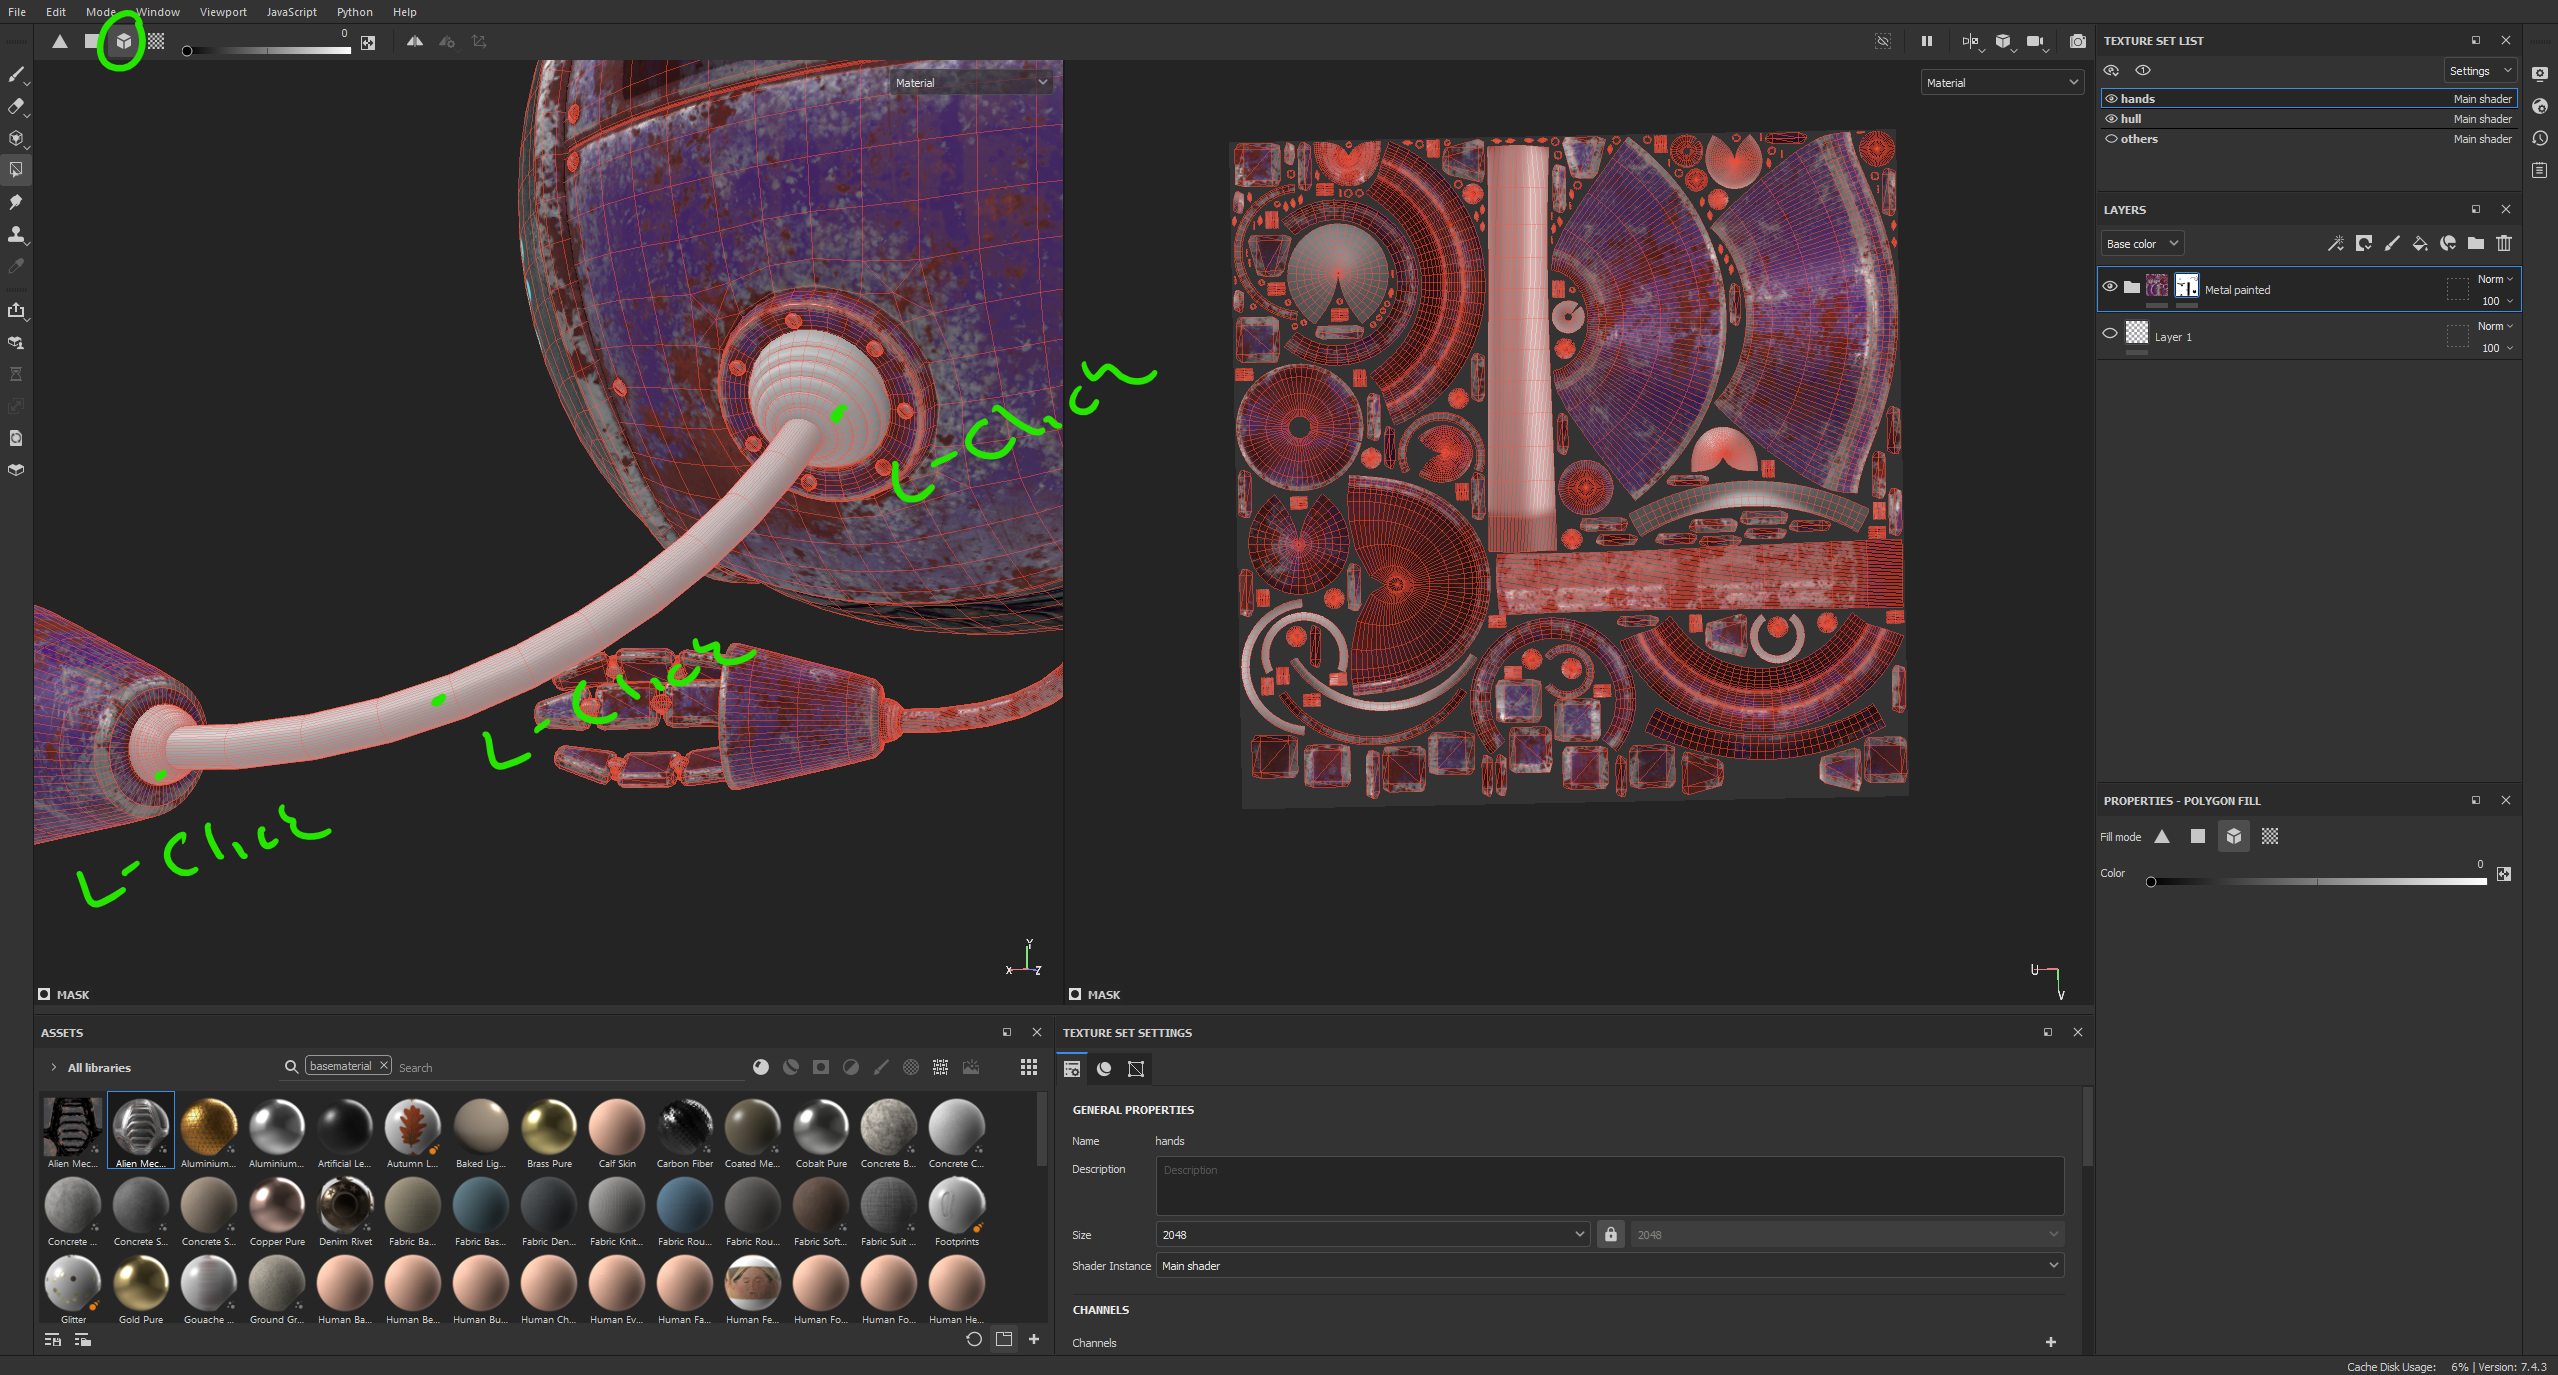 File Edit Mode Window Viewport JavaScript Python Help
0
Material
Material
L-Click
L-Click
L-Click
Y
X Z
U
V
MASK
MASK
TEXTURE SET LIST
Settings
hands Main shader
hull Main shader
others Main shader
LAYERS
Base color
Metal painted Norm 100
Layer 1 Norm 100
PROPERTIES - POLYGON FILL
Fill mode
Color 0
ASSETS
All libraries basematerial Search
Alien Mec... Alien Mec... Aluminium... Aluminium... Artificial Le... Autumn L... Baked Lig... Brass Pure Calf Skin Carbon Fiber Coated Me... Cobalt Pure Concrete B... Concrete C...
Concrete ... Concrete S... Concrete S... Copper Pure Denim Rivet Fabric Ba... Fabric Bas... Fabric Den... Fabric Knit... Fabric Rou... Fabric Rou... Fabric Soft... Fabric Suit ... Footprints
Glitter Gold Pure Gouache ... Ground Gr... Human Ba... Human Be... Human Bu... Human Ch... Human Ev... Human Fa... Human Fe... Human Fo... Human Fo... Human He...
TEXTURE SET SETTINGS
GENERAL PROPERTIES
Name hands
Description Description
Size 2048 2048
Shader Instance Main shader
CHANNELS
Channels
Cache Disk Usage: 6% | Version: 7.4.3